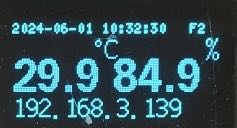 2024-06-01 10:32:30 F2
°C %
29.9 84.9
192.168.3.139